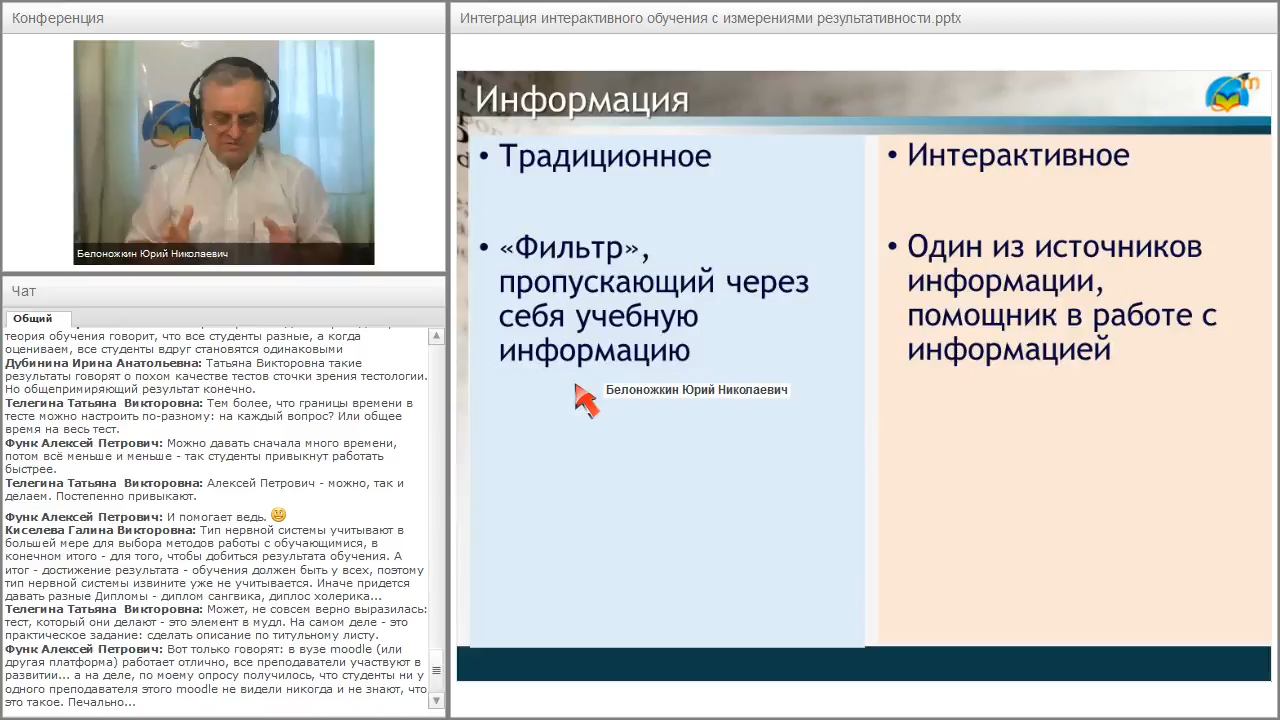 Конференция
Белоножкин Юрий Николаевич
Чат
Общий
теория обучения говорит, что все студенты разные, а когда
оцениваем, все студенты вдруг становятся одинаковыми
Дубинина Ирина Анатольевна: Татьяна Викторовна такие
результаты говорят о похом качестве тестов сточки зрения тестологии.
Но общепримиряющий результат конечно.
Телегина Татьяна Викторовна: Тем более, что границы времени в
тесте можно настроить по-разному: на каждый вопрос? Или общее
время на весь тест.
Функ Алексей Петрович: Можно давать сначала много времени,
потом всё меньше и меньше - так студенты привыкнут работать
быстрее.
Телегина Татьяна Викторовна: Алексей Петрович - можно, так и
делаем. Постепенно привыкают.
Функ Алексей Петрович: И помогает ведь.
Киселева Галина Викторовна: Тип нервной системы учитывают в
большей мере для выбора методов работы с обучающимися, в
конечном итого - для того, чтобы добиться результата обучения. А
итог - достижение результата - обучения должен быть у всех, поэтому
тип нервной системы извините уже не учитывается. Иначе придется
давать разные Дипломы - диплом сангвика, диплос холерика...
Телегина Татьяна Викторовна: Может, не совсем верно выразилась:
тест, который они делают - это элемент в мудл. На самом деле - это
практическое задание: сделать описание по титульному листу.
Функ Алексей Петрович: Вот только говорят: в вузе moodle (или
другая платформа) работает отлично, все преподаватели участвуют в
развитии... а на деле, по моему опросу получилось, что студенты ни у
одного преподавателя этого moodle не видели никогда и не знают, что
это такое. Печально...
Интеграция интерактивного обучения с измерениями результативности.pptx
Информация
• Традиционное
• «Фильтр»,
пропускающий через
себя учебную
информацию
Белоножкин Юрий Николаевич
• Интерактивное
• Один из источников
информации,
помощник в работе с
информацией